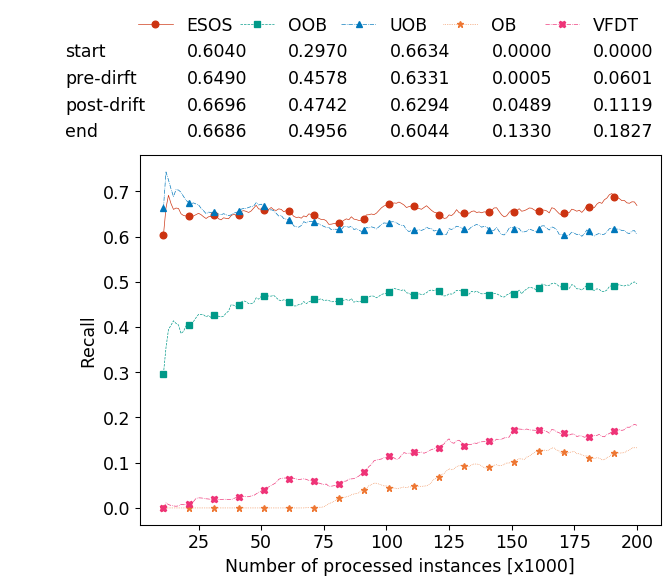 ESOS OOB UOB OB VFDT
start 0.6040 0.2970 0.6634 0.0000 0.0000
pre-dirft 0.6490 0.4578 0.6331 0.0005 0.0601
post-drift 0.6696 0.4742 0.6294 0.0489 0.1119
end 0.6686 0.4956 0.6044 0.1330 0.1827
0.7
0.6
0.5
0.4
0.3
0.2
0.1
0.0
Recall
25 50 75 100 125 150 175 200
Number of processed instances [x1000]